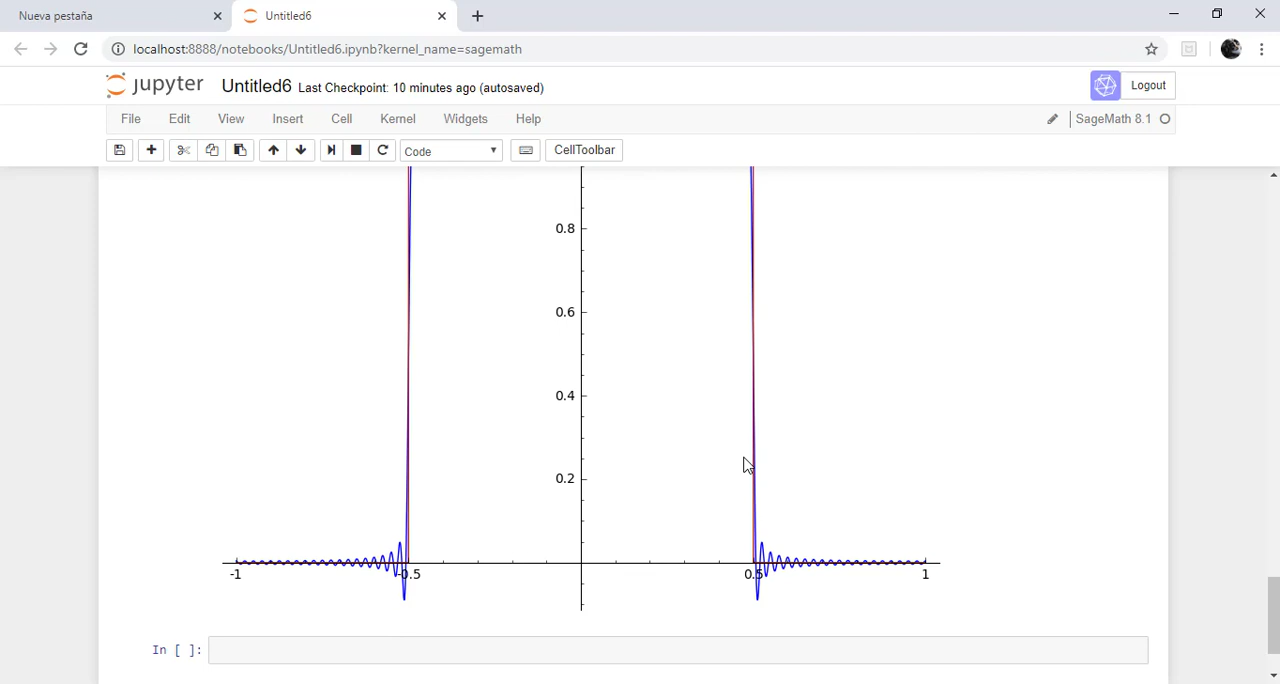 Nueva pestaña
Untitled6
localhost:8888/notebooks/Untitled6.ipynb?kernel_name=sagemath
jupyter Untitled6 Last Checkpoint: 10 minutes ago (autosaved)
Logout
File Edit View Insert Cell Kernel Widgets Help
SageMath 8.1
Code
CellToolbar
0.8
0.6
0.4
0.2
-1 -0.5 0.5 1
In [ ]: